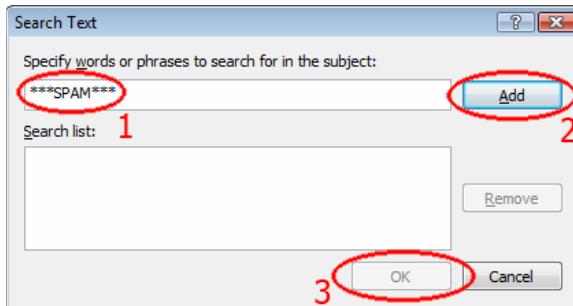 Search Text
Specify words or phrases to search for in the subject:
***SPAM***
Add
1
2
Search list:
Remove
3
OK
Cancel